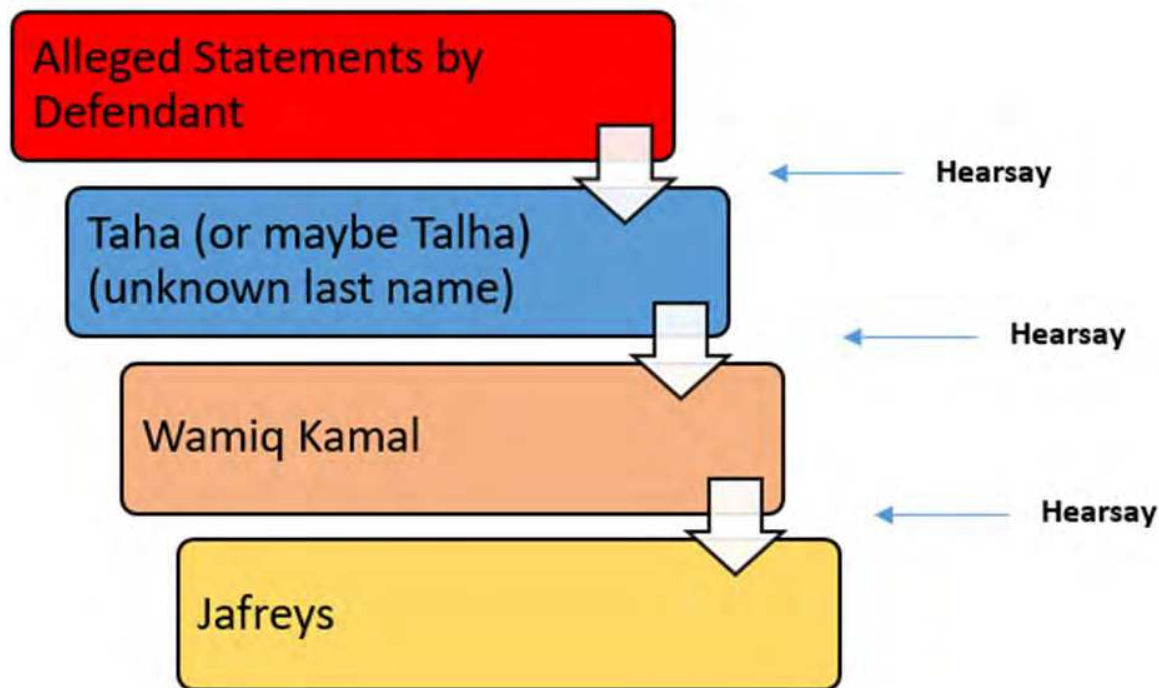 Alleged Statements by
Defendant
Hearsay
Taha (or maybe Talha)
(unknown last name)
Hearsay
Wamiq Kamal
Hearsay
Jafreys